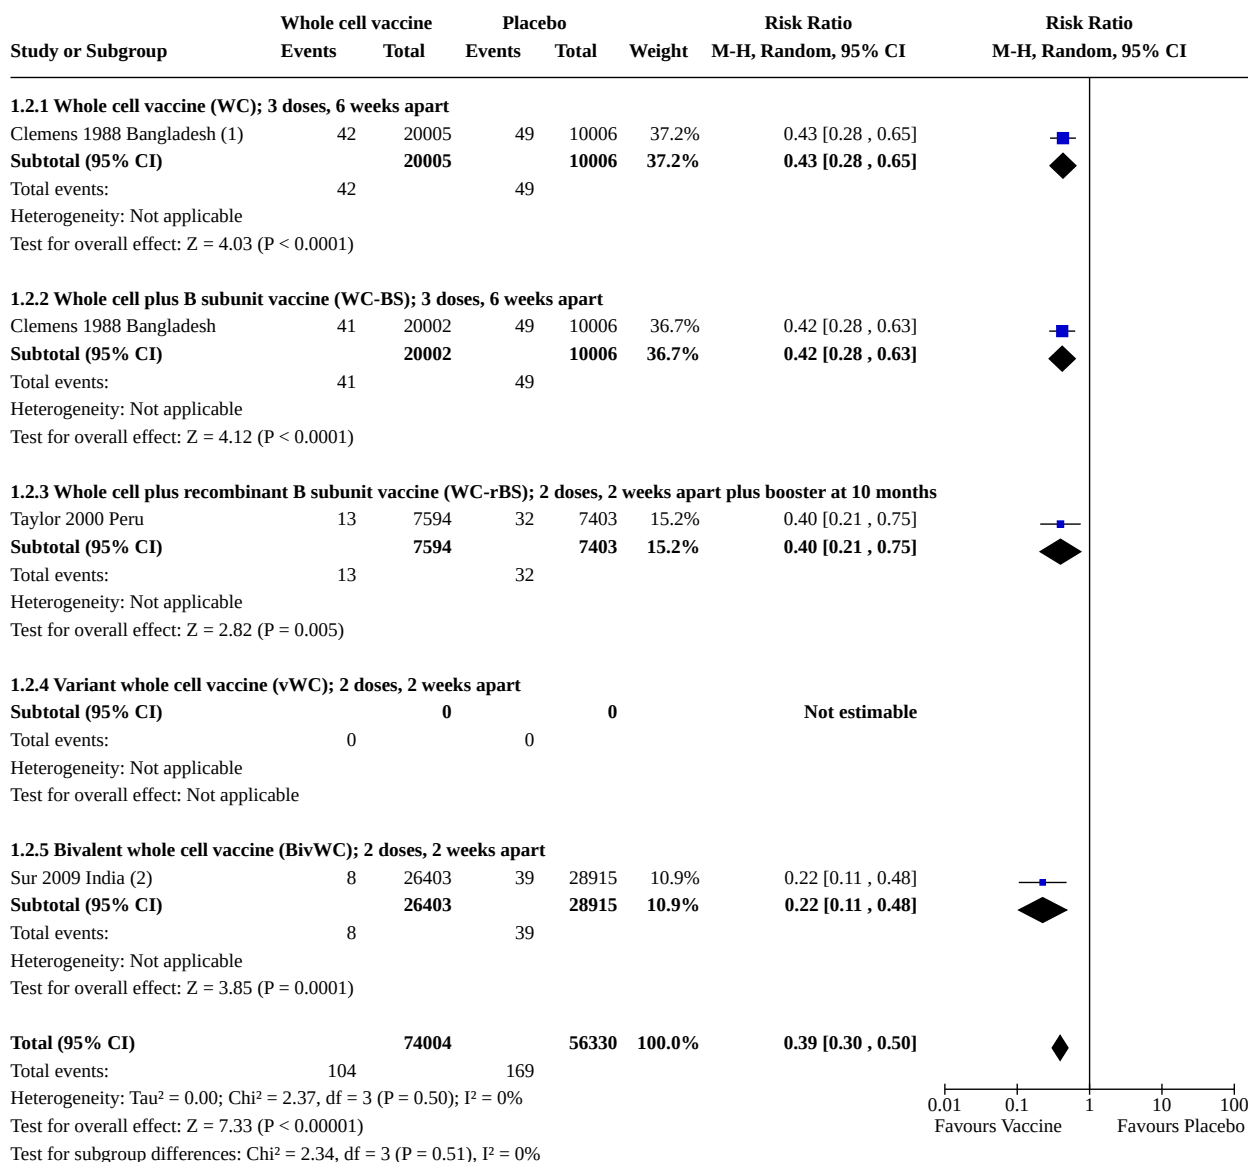 Whole cell vaccine Placebo Risk Ratio Risk Ratio
Study or Subgroup Events Total Events Total Weight M-H, Random, 95% CI M-H, Random, 95% CI
1.2.1 Whole cell vaccine (WC); 3 doses, 6 weeks apart
Clemens 1988 Bangladesh (1) 42 20005 49 10006 37.2% 0.43 [0.28 , 0.65]
Subtotal (95% CI) 20005 10006 37.2% 0.43 [0.28 , 0.65]
Total events: 42 49
Heterogeneity: Not applicable
Test for overall effect: Z = 4.03 (P < 0.0001)
1.2.2 Whole cell plus B subunit vaccine (WC-BS); 3 doses, 6 weeks apart
Clemens 1988 Bangladesh 41 20002 49 10006 36.7% 0.42 [0.28 , 0.63]
Subtotal (95% CI) 20002 10006 36.7% 0.42 [0.28 , 0.63]
Total events: 41 49
Heterogeneity: Not applicable
Test for overall effect: Z = 4.12 (P < 0.0001)
1.2.3 Whole cell plus recombinant B subunit vaccine (WC-rBS); 2 doses, 2 weeks apart plus booster at 10 months
Taylor 2000 Peru 13 7594 32 7403 15.2% 0.40 [0.21 , 0.75]
Subtotal (95% CI) 7594 7403 15.2% 0.40 [0.21 , 0.75]
Total events: 13 32
Heterogeneity: Not applicable
Test for overall effect: Z = 2.82 (P = 0.005)
1.2.4 Variant whole cell vaccine (vWC); 2 doses, 2 weeks apart
Subtotal (95% CI) 0 0 Not estimable
Total events: 0 0
Heterogeneity: Not applicable
Test for overall effect: Not applicable
1.2.5 Bivalent whole cell vaccine (BivWC); 2 doses, 2 weeks apart
Sur 2009 India (2) 8 26403 39 28915 10.9% 0.22 [0.11 , 0.48]
Subtotal (95% CI) 26403 28915 10.9% 0.22 [0.11 , 0.48]
Total events: 8 39
Heterogeneity: Not applicable
Test for overall effect: Z = 3.85 (P = 0.0001)
Total (95% CI) 74004 56330 100.0% 0.39 [0.30 , 0.50]
Total events: 104 169
Heterogeneity: Tau² = 0.00; Chi² = 2.37, df = 3 (P = 0.50); I² = 0%
0.01 0.1 1 10 100
Test for overall effect: Z = 7.33 (P < 0.00001)
Favours Vaccine Favours Placebo
Test for subgroup differences: Chi² = 2.34, df = 3 (P = 0.51), I² = 0%